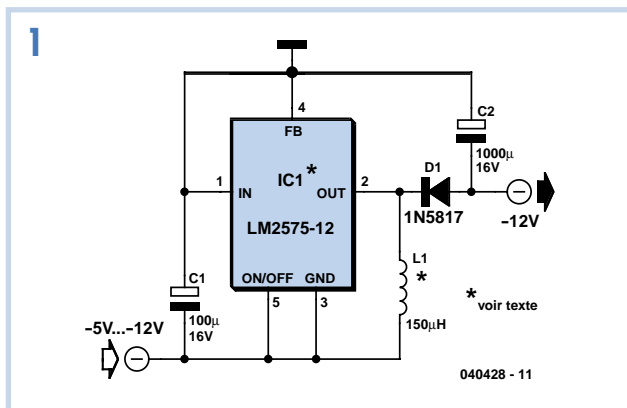 1
4
FB
C2
1000µ
16V
IC1*
1
IN
OUT
2
D1
1N5817
−12V
LM2575-12
L1
*
150µH
* voir texte
C1
100µ
16V
ON/OFF
GND
5
3
−5V...−12V
040428 - 11